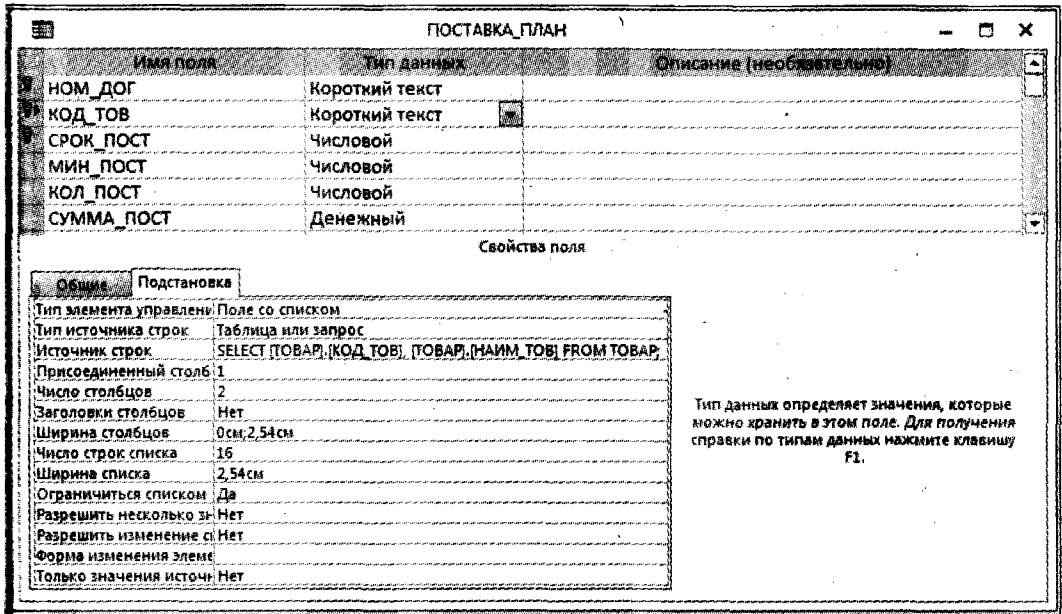 ПОСТАВКА_ПЛАН
Имя поля Тип данных Описание (необязательно)
НОМ_ДОГ Короткий текст
КОД_ТОВ Короткий текст
СРОК_ПОСТ Числовой
МИН_ПОСТ Числовой
КОЛ_ПОСТ Числовой
СУММА_ПОСТ Денежный
Свойства поля
Общие Подстановка
Тип элемента управлени Поле со списком
Тип источника строк Таблица или запрос
Источник строк SELECT [ТОВАР].[КОД_ТОВ], [ТОВАР].[НАИМ_ТОВ] FROM ТОВАР;
Присоединенный столб 1
Число столбцов 2
Заголовки столбцов Нет
Ширина столбцов 0см;2,54см
Число строк списка 16
Ширина списка 2,54см
Ограничиться списком Да
Разрешить несколько зн Нет
Разрешить изменение сп Нет
Форма изменения элеме
Только значения источн Нет
Тип данных определяет значения, которые
можно хранить в этом поле. Для получения
справки по типам данных нажмите клавишу
F1.